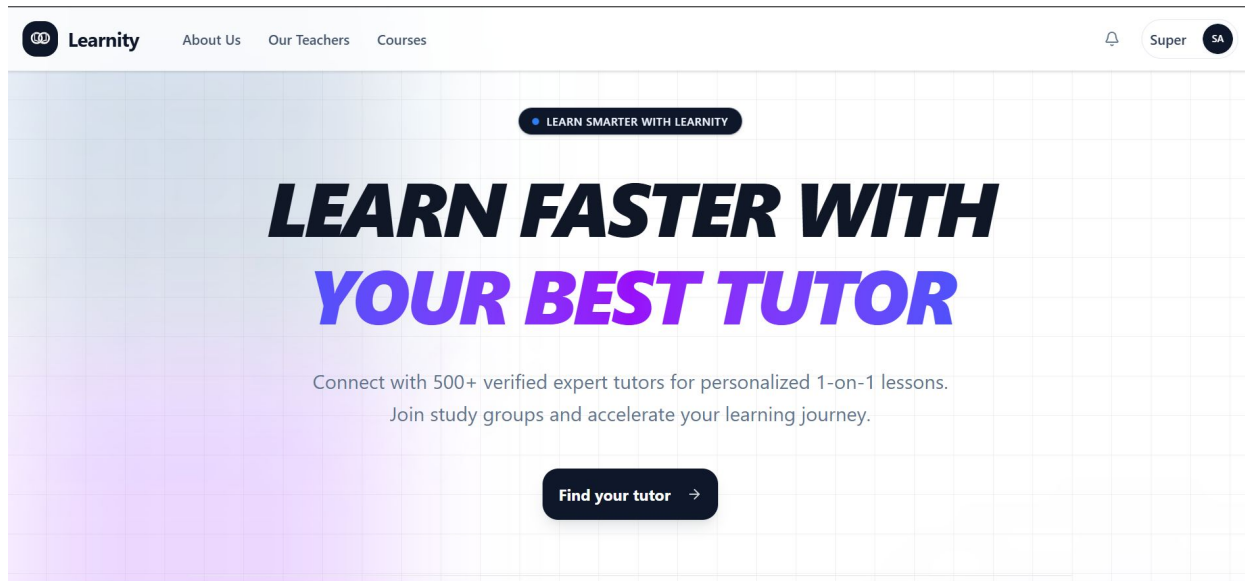 Learnity
About Us
Our Teachers
Courses
Super
SA
LEARN SMARTER WITH LEARNITY
LEARN FASTER WITH
YOUR BEST TUTOR
Connect with 500+ verified expert tutors for personalized 1-on-1 lessons.
Join study groups and accelerate your learning journey.
Find your tutor →